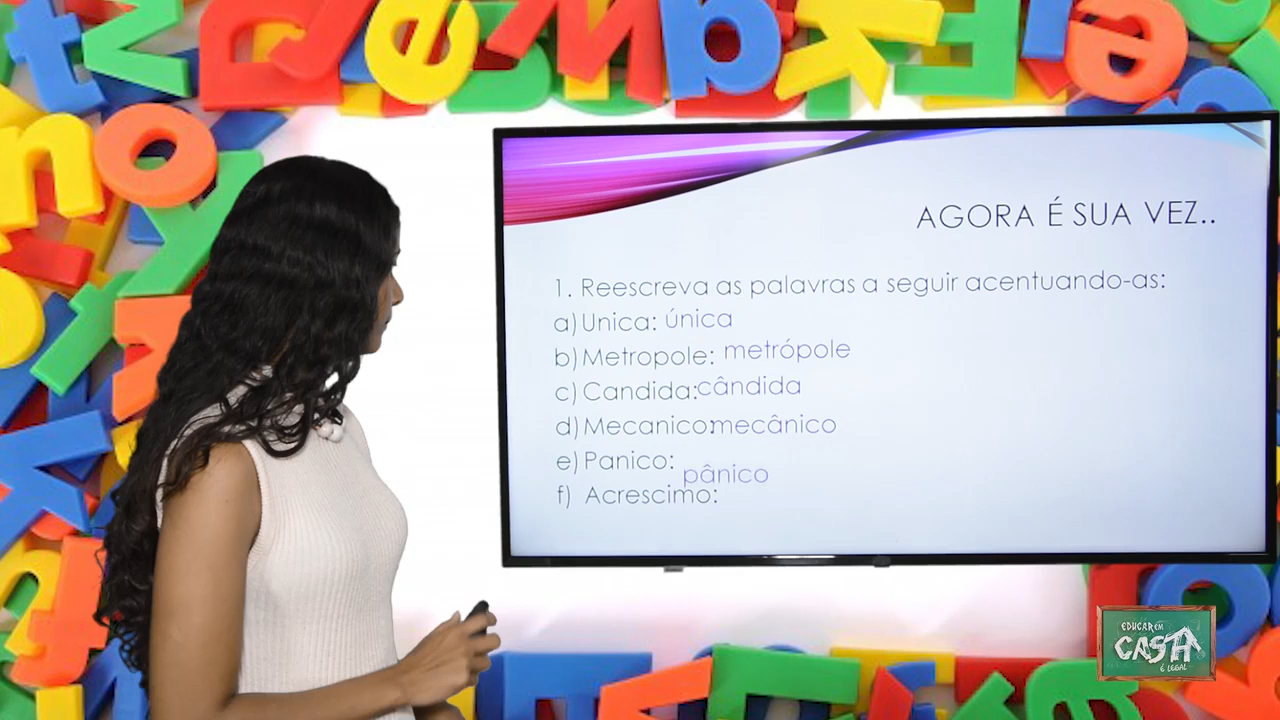 AGORA É SUA VEZ..
1. Reescreva as palavras a seguir acentuando-as:
a) Unica: única
b) Metropole: metrópole
c) Candida: cândida
d) Mecanico: mecânico
e) Panico: pânico
f) Acrescimo:
EDUCAR EM
CASA
É LEGAL